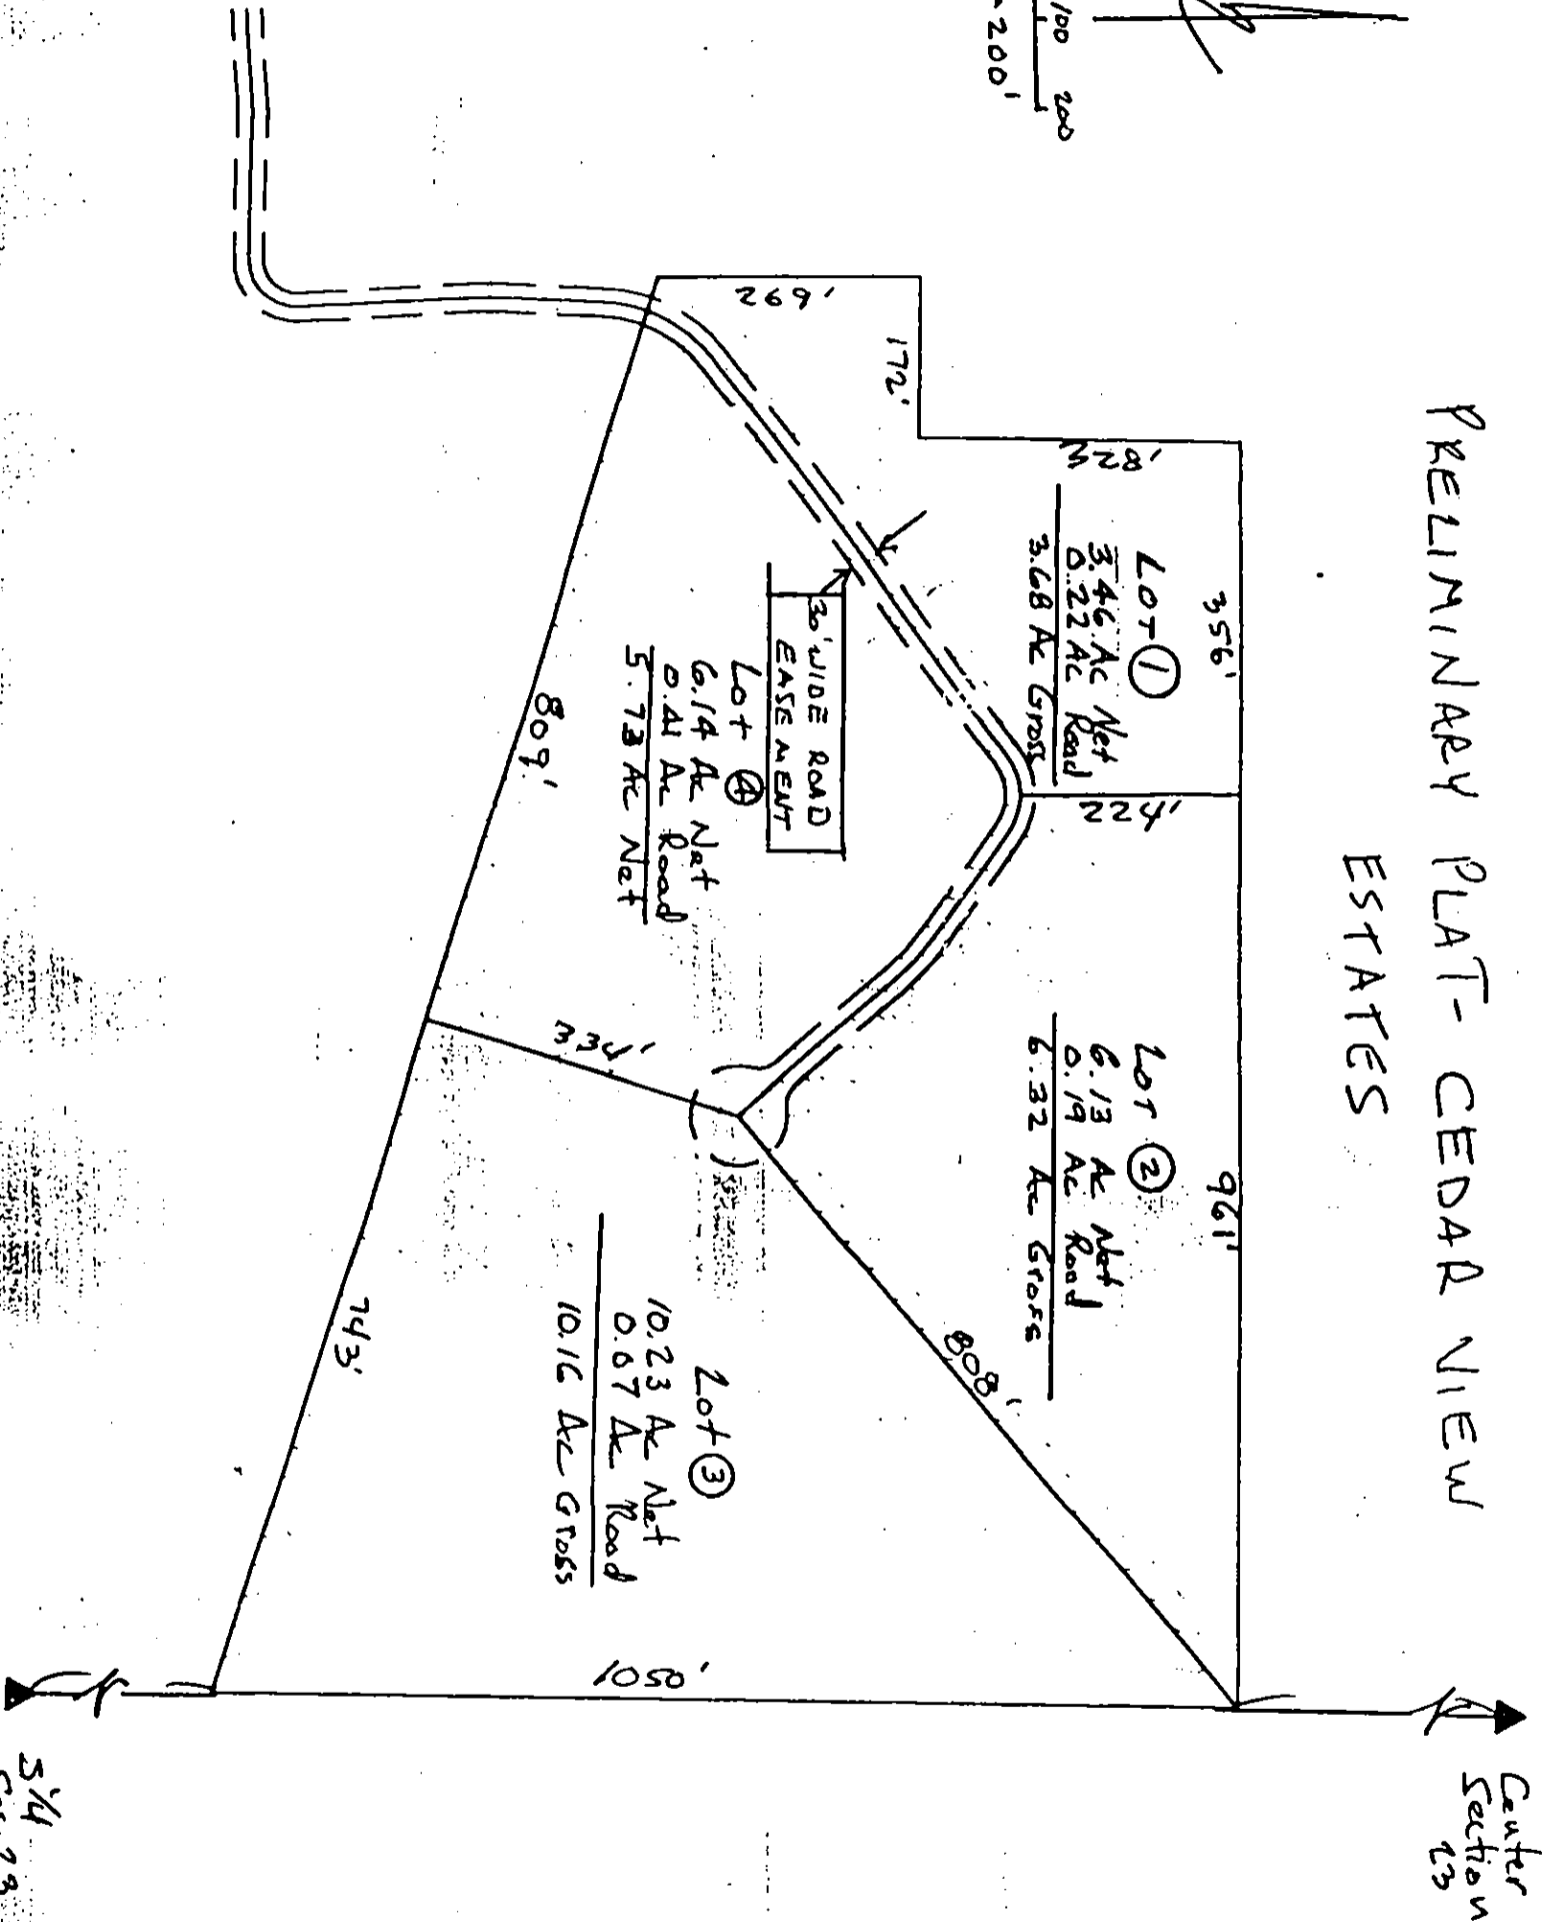 PRELIMINARY PLAT - CEDAR VIEW
ESTATES
100 200
200'
269'
172'
328'
356'
LOT ①
3.46 Ac Net
0.22 Ac Road
3.68 Ac Gross
224'
961'
LOT ②
6.13 Ac Net
0.19 Ac Road
6.32 Ac Gross
30' WIDE ROAD
EASEMENT
Lot ④
6.14 Ac Net
0.41 Ac Road
5.73 Ac Net
809'
334'
808'
Lot ③
10.23 Ac Net
0.07 Ac Road
10.16 Ac Gross
743'
1050'
Center
Section
23
S 1/4
23